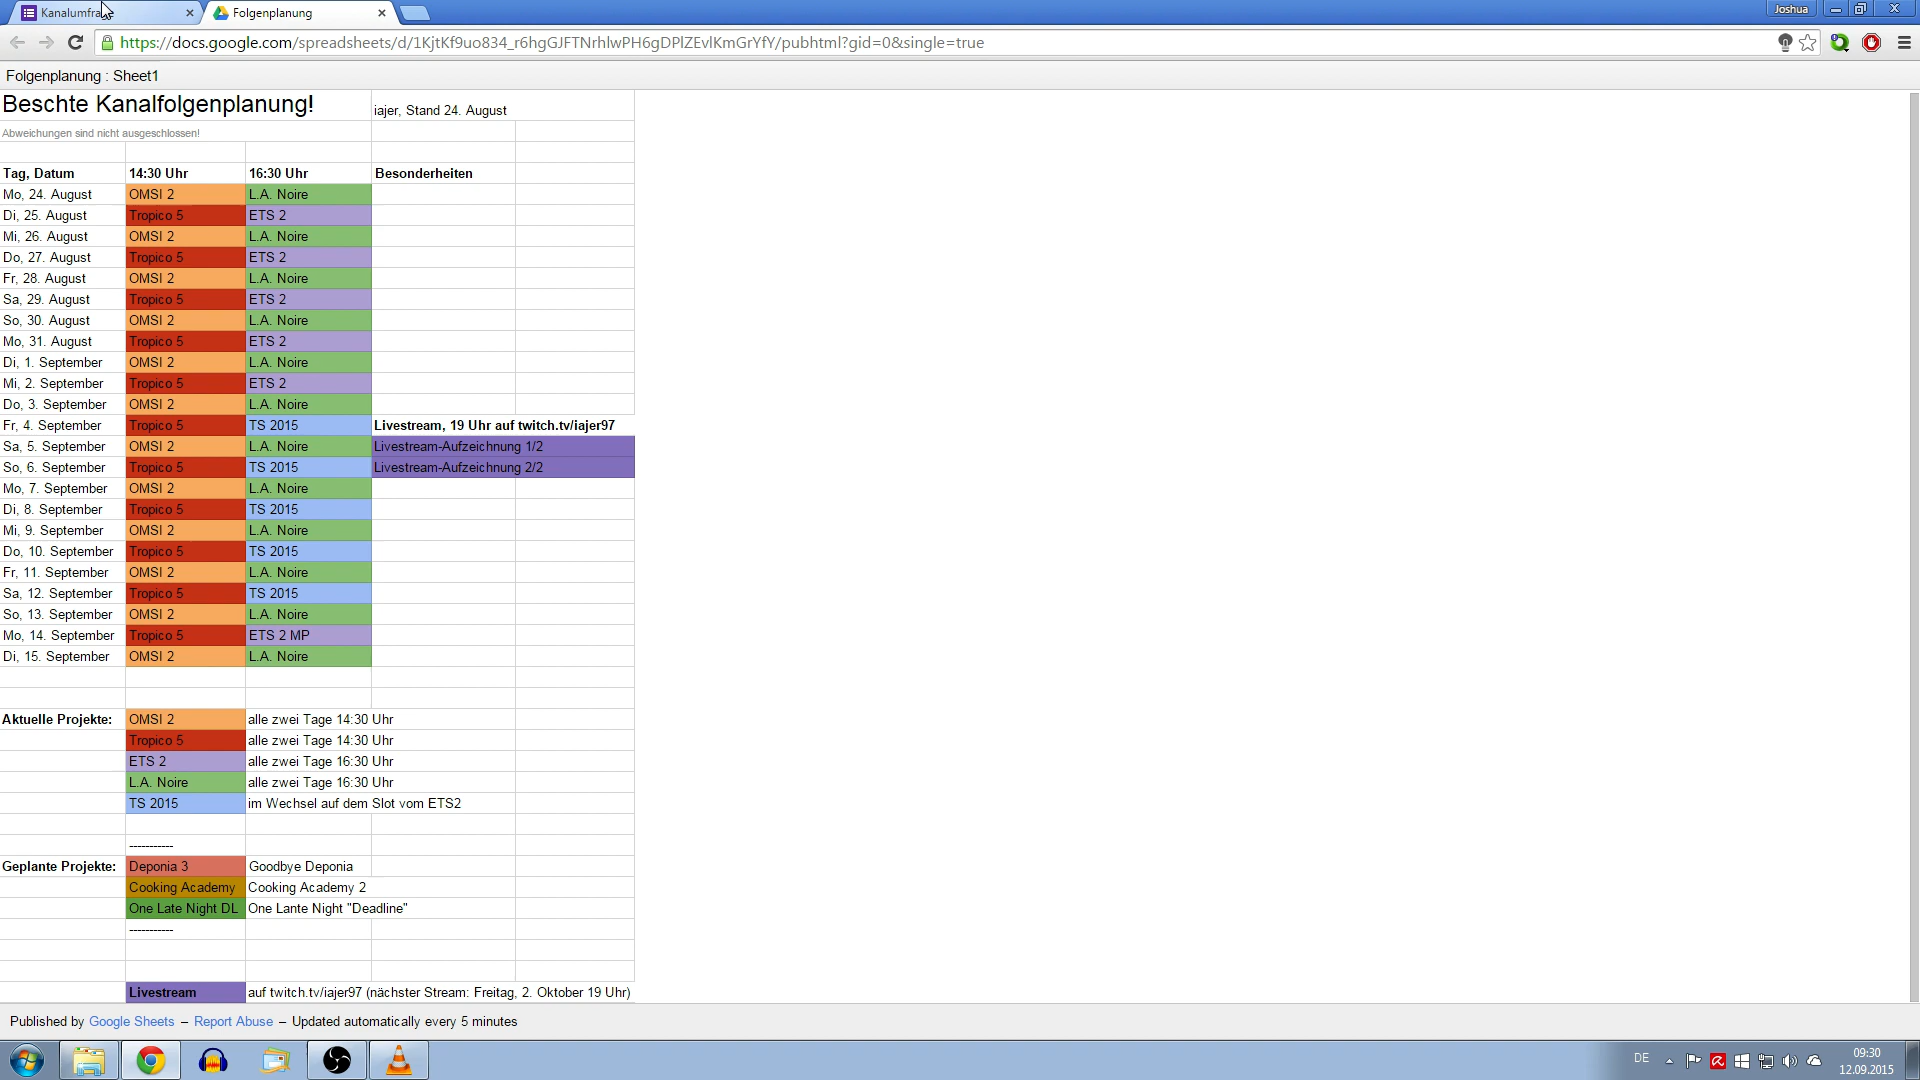 Kanalumfra
Folgenplanung
Joshua
https://docs.google.com/spreadsheets/d/1KjtKf9uo834_r6hgGJFTNrhlwPH6gDPlZEvlKmGrYfY/pubhtml?gid=0&single=true
Folgenplanung : Sheet1
Beschte Kanalfolgenplanung! iajer, Stand 24. August
Abweichungen sind nicht ausgeschlossen!
Tag, Datum 14:30 Uhr 16:30 Uhr Besonderheiten
Mo, 24. August OMSI 2 L.A. Noire
Di, 25. August Tropico 5 ETS 2
Mi, 26. August OMSI 2 L.A. Noire
Do, 27. August Tropico 5 ETS 2
Fr, 28. August OMSI 2 L.A. Noire
Sa, 29. August Tropico 5 ETS 2
So, 30. August OMSI 2 L.A. Noire
Mo, 31. August Tropico 5 ETS 2
Di, 1. September OMSI 2 L.A. Noire
Mi, 2. September Tropico 5 ETS 2
Do, 3. September OMSI 2 L.A. Noire
Fr, 4. September Tropico 5 TS 2015 Livestream, 19 Uhr auf twitch.tv/iajer97
Sa, 5. September OMSI 2 L.A. Noire Livestream-Aufzeichnung 1/2
So, 6. September Tropico 5 TS 2015 Livestream-Aufzeichnung 2/2
Mo, 7. September OMSI 2 L.A. Noire
Di, 8. September Tropico 5 TS 2015
Mi, 9. September OMSI 2 L.A. Noire
Do, 10. September Tropico 5 TS 2015
Fr, 11. September OMSI 2 L.A. Noire
Sa, 12. September Tropico 5 TS 2015
So, 13. September OMSI 2 L.A. Noire
Mo, 14. September Tropico 5 ETS 2 MP
Di, 15. September OMSI 2 L.A. Noire
Aktuelle Projekte: OMSI 2 alle zwei Tage 14:30 Uhr
Tropico 5 alle zwei Tage 14:30 Uhr
ETS 2 alle zwei Tage 16:30 Uhr
L.A. Noire alle zwei Tage 16:30 Uhr
TS 2015 im Wechsel auf dem Slot vom ETS2
-----------
Geplante Projekte: Deponia 3 Goodbye Deponia
Cooking Academy Cooking Academy 2
One Late Night DL One Lante Night "Deadline"
-----------
Livestream auf twitch.tv/iajer97 (nächster Stream: Freitag, 2. Oktober 19 Uhr)
Published by Google Sheets – Report Abuse – Updated automatically every 5 minutes
DE
09:30
12.09.2015